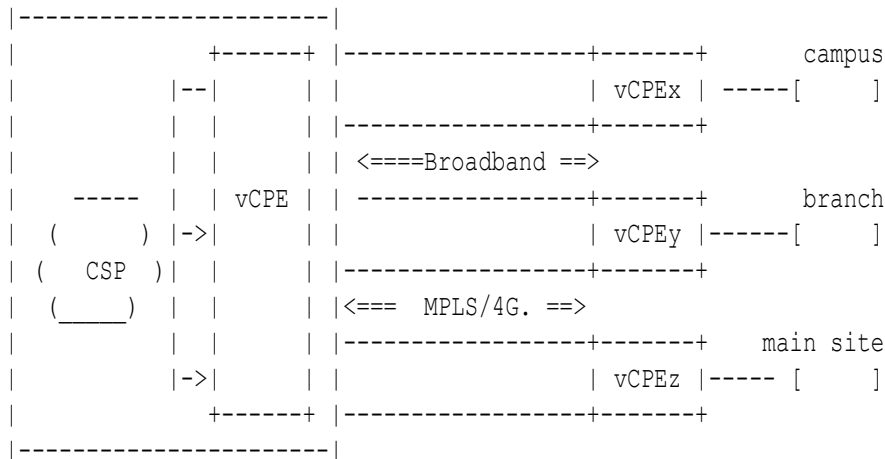 campus
vCPEx
<====Broadband ==>
vCPE
branch
vCPEy
CSP
<=== MPLS/4G. ==>
main site
vCPEz